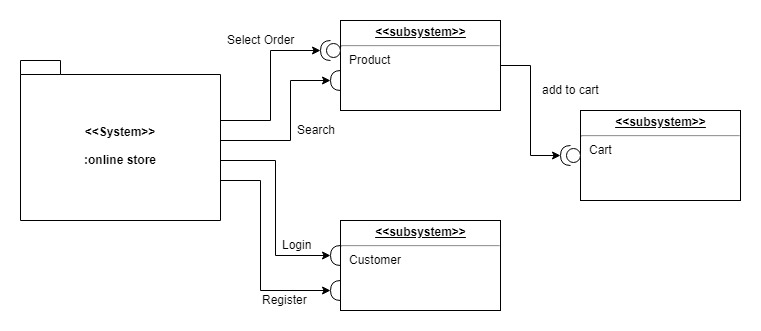 <<subsystem>>
Select Order
Product
add to cart
<<subsystem>>
<<System>>
Search
Cart
:online store
<<subsystem>>
Login
Customer
Register